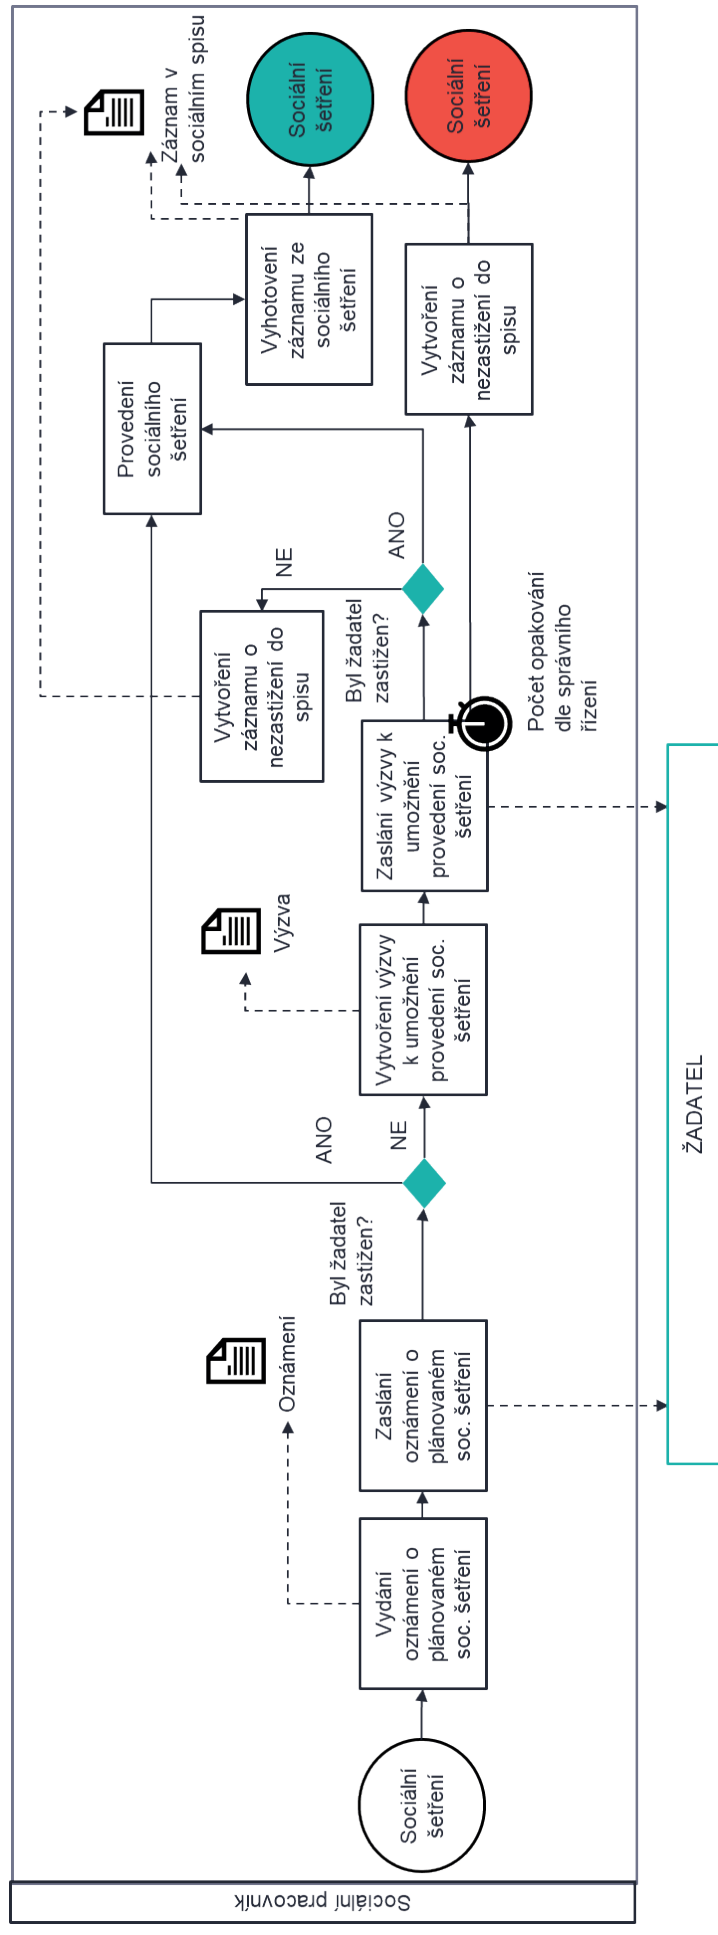 Sociální pracovník
Sociální
šetření
Vydání
oznámení o
plánovaném
soc. šetření
Oznámení
Zaslání
oznámení o
plánovaném
soc. šetření
Byl žadatel
zastižen?
ANO
NE
Vytvoření výzvy
k umožnění
provedení soc.
šetření
Výzva
Zaslání výzvy k
umožnění
provedení soc.
šetření
Počet opakování
dle správního
řízení
Byl žadatel
zastižen?
NE
ANO
Vytvoření
záznamu o
nezastižení do
spisu
Provedení
sociálního
šetření
Vyhotovení
záznamu ze
sociálního
šetření
Vytvoření
záznamu o
nezastižení do
spisu
Záznam v
sociálním spisu
Sociální
šetření
Sociální
šetření
ŽADATEL